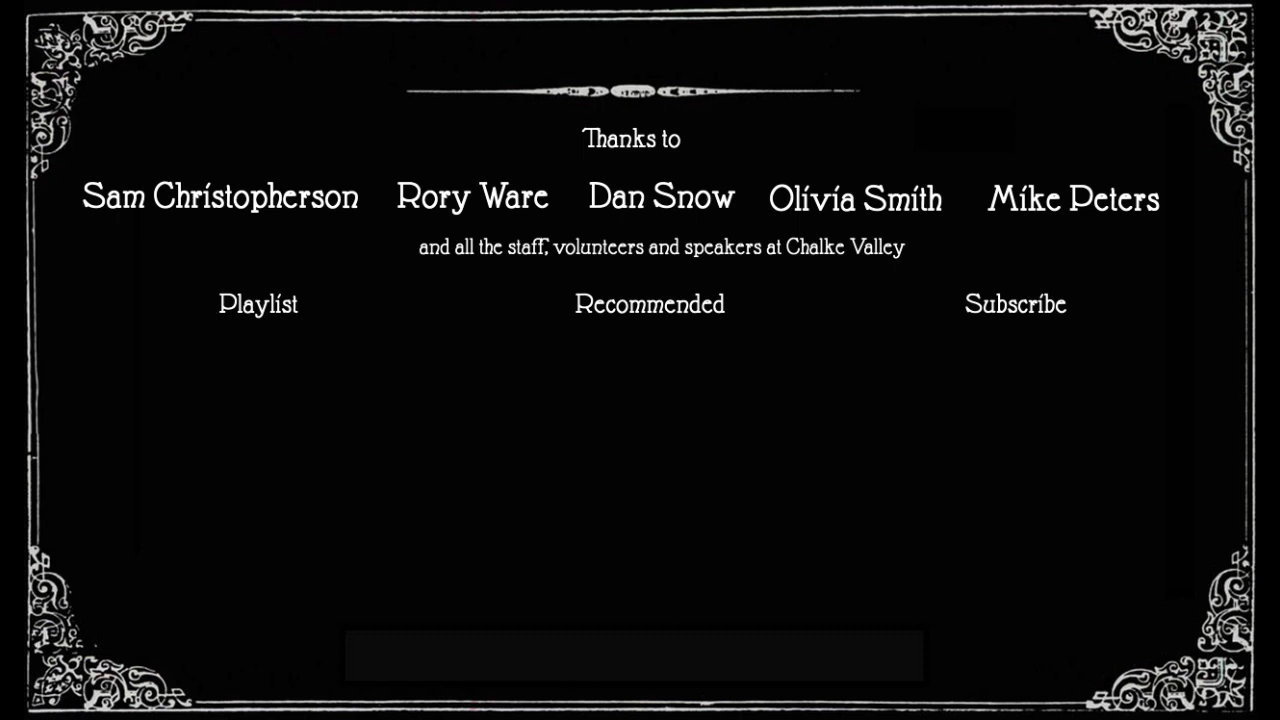 Thanks to
Sam Christopherson Rory Ware Dan Snow Olivia Smith Mike Peters
and all the staff, volunteers and speakers at Chalke Valley
Playlist Recommended Subscribe